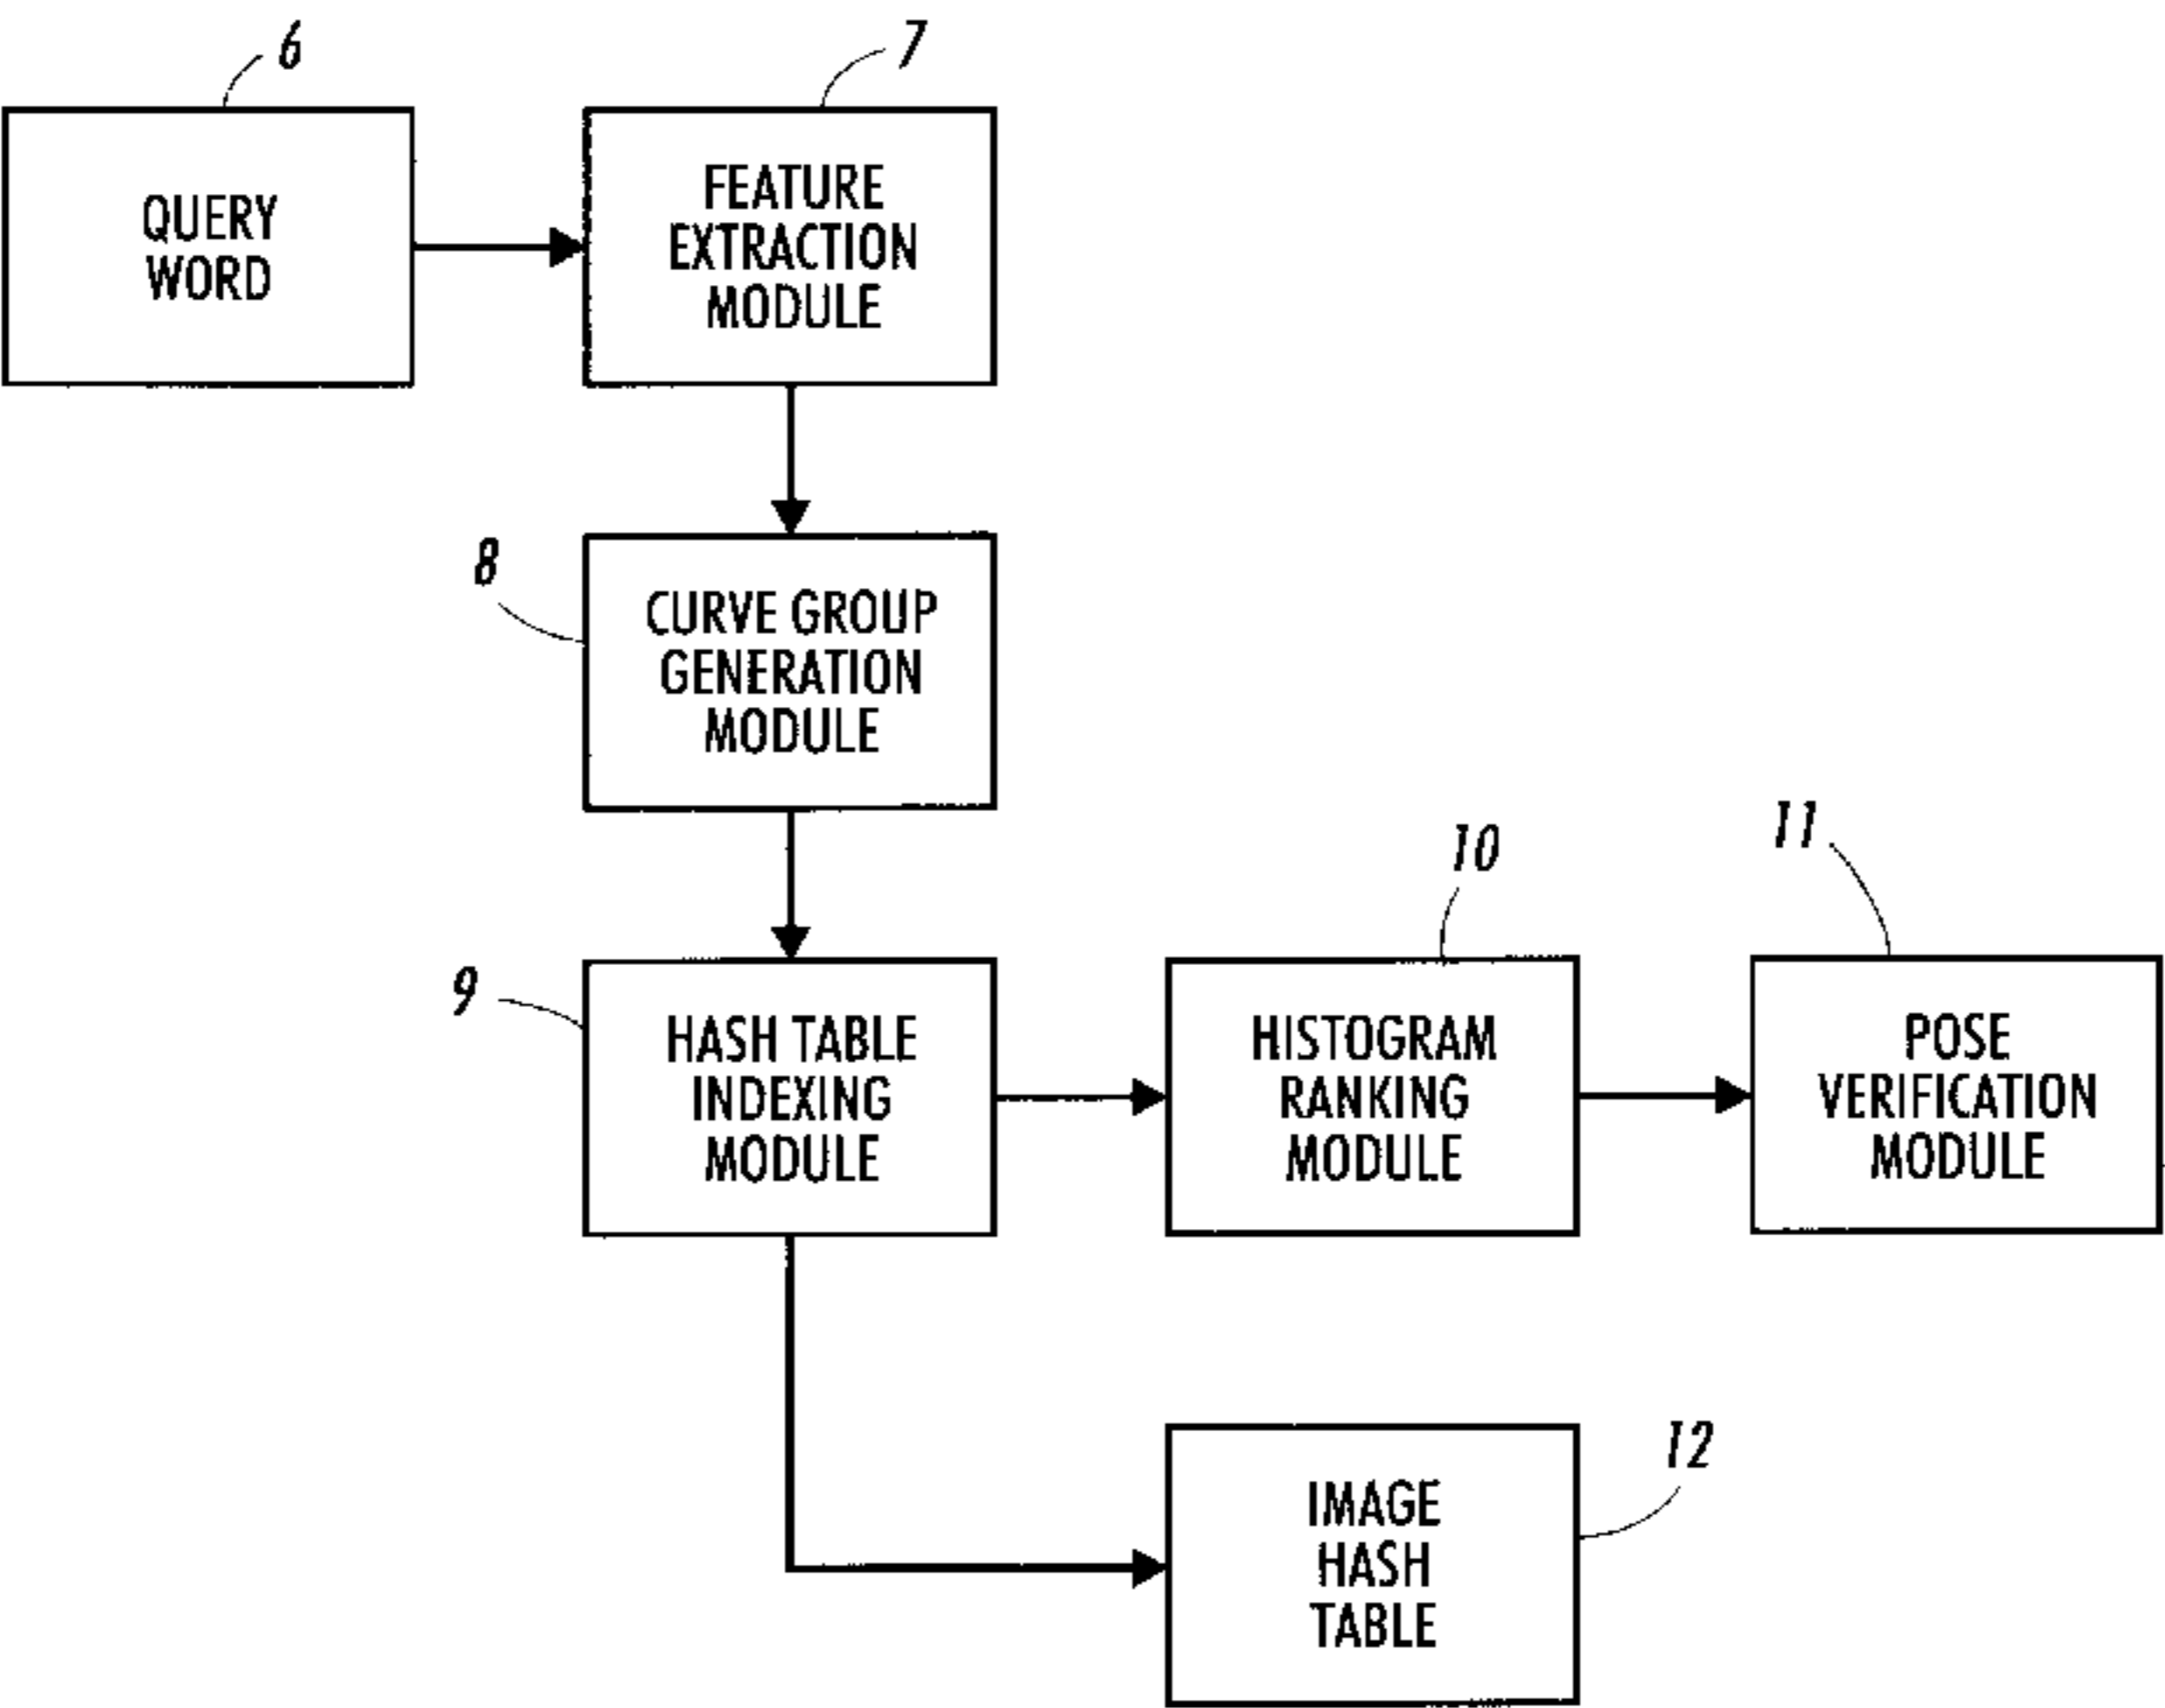 6
7
QUERY
WORD
FEATURE
EXTRACTION
MODULE
8
CURVE GROUP
GENERATION
MODULE
9
10
11
HASH TABLE
INDEXING
MODULE
HISTOGRAM
RANKING
MODULE
POSE
VERIFICATION
MODULE
12
IMAGE
HASH
TABLE